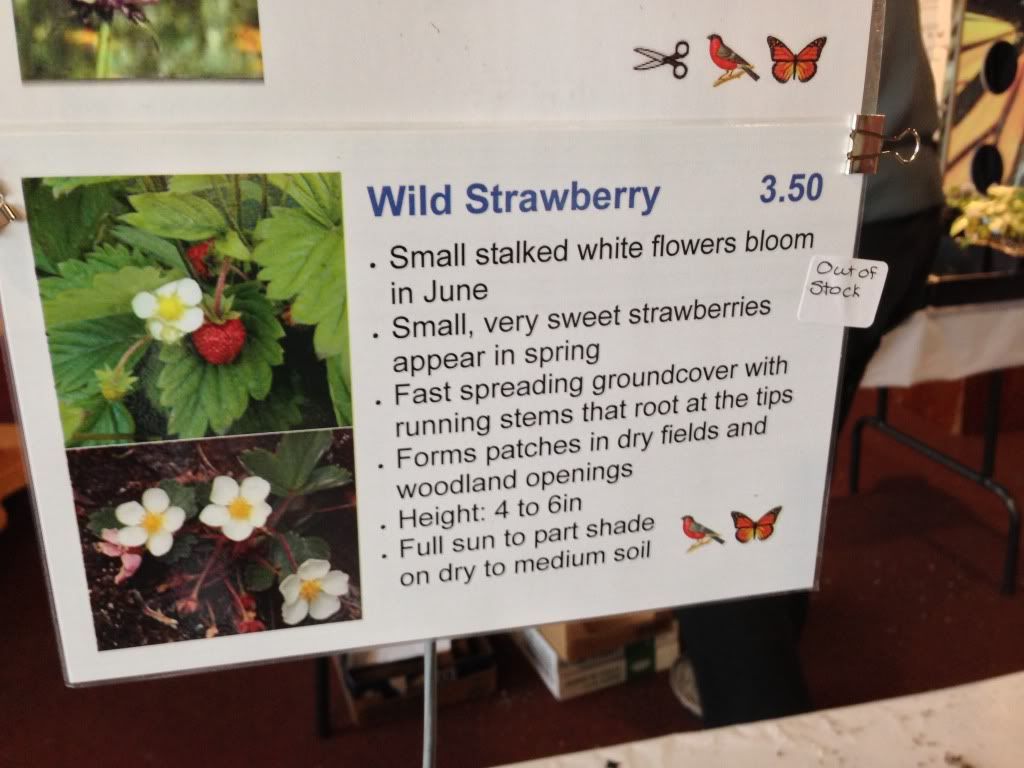 Wild Strawberry 3.50
. Small stalked white flowers bloom
in June
. Small, very sweet strawberries
appear in spring
. Fast spreading groundcover with
running stems that root at the tips
. Forms patches in dry fields and
woodland openings
. Height: 4 to 6in
. Full sun to part shade
on dry to medium soil
Out of
Stock